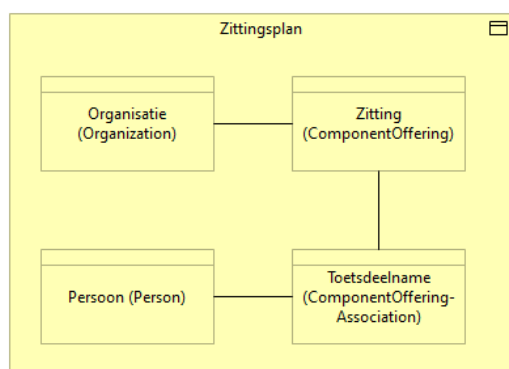 Zittingsplan
Organisatie
(Organization)
Zitting
(ComponentOffering)
Persoon (Person)
Toetsdeelname
(ComponentOffering-
Association)